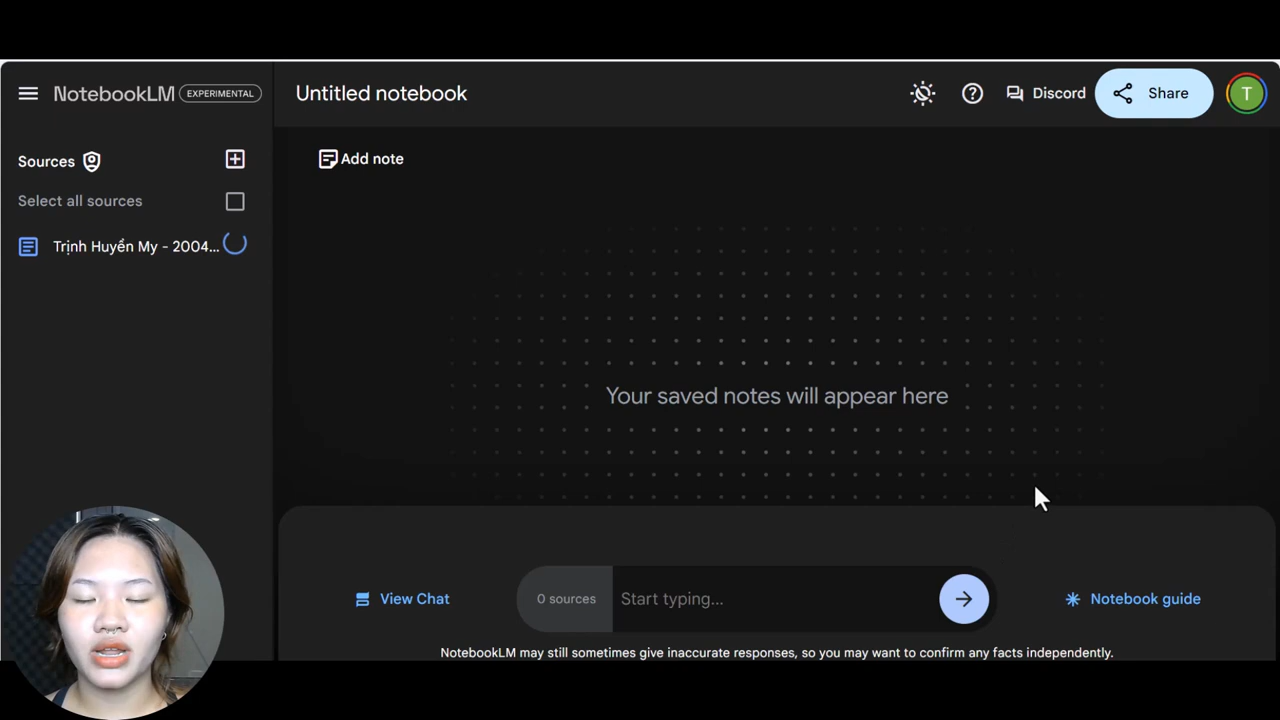 NotebookLM EXPERIMENTAL
Untitled notebook
Discord
Share
T
Sources
Add note
Select all sources
Trịnh Huyền My - 2004...
Your saved notes will appear here
View Chat
0 sources
Start typing...
Notebook guide
NotebookLM may still sometimes give inaccurate responses, so you may want to confirm any facts independently.